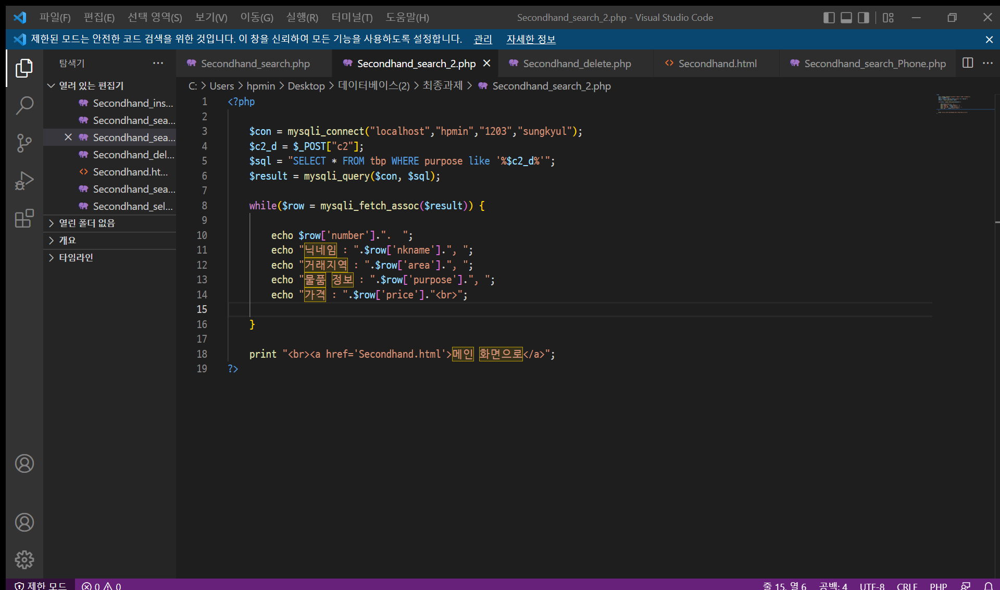 파일(F) 편집(E) 선택 영역(S) 보기(V) 이동(G) 실행(R) 터미널(T) 도움말(H) Secondhand_search_2.php - Visual Studio Code
제한된 모드는 안전한 코드 검색을 위한 것입니다. 이 창을 신뢰하여 모든 기능을 사용하도록 설정합니다. 관리 자세한 정보
탐색기
Secondhand_search.php Secondhand_search_2.php Secondhand_delete.php Secondhand.html Secondhand_search_Phone.php
열려 있는 편집기
Secondhand_ins...
Secondhand_sea...
Secondhand_sea...
Secondhand_del...
Secondhand.ht...
Secondhand_sea...
Secondhand_sel...
열린 폴더 없음
개요
타임라인
C: > Users > hpmin > Desktop > 데이터베이스(2) > 최종과제 > Secondhand_search_2.php
1 <?php
2
3 $con = mysqli_connect("localhost","hpmin","1203","sungkyul");
4 $c2_d = $_POST["c2"];
5 $sql = "SELECT * FROM tbp WHERE purpose like '%$c2_d%'";
6 $result = mysqli_query($con, $sql);
7
8 while($row = mysqli_fetch_assoc($result)) {
9
10 echo $row['number'].".  ";
11 echo "닉네임 : ".$row['nkname'].", ";
12 echo "거래지역 : ".$row['area'].", ";
13 echo "물품 정보 : ".$row['purpose'].", ";
14 echo "가격 : ".$row['price']."<br>";
15
16 }
17
18 print "<br><a href='Secondhand.html'>메인 화면으로</a>";
19 ?>
제한 모드 0 0 줄 15, 열 6 공백: 4 UTF-8 CRLF PHP